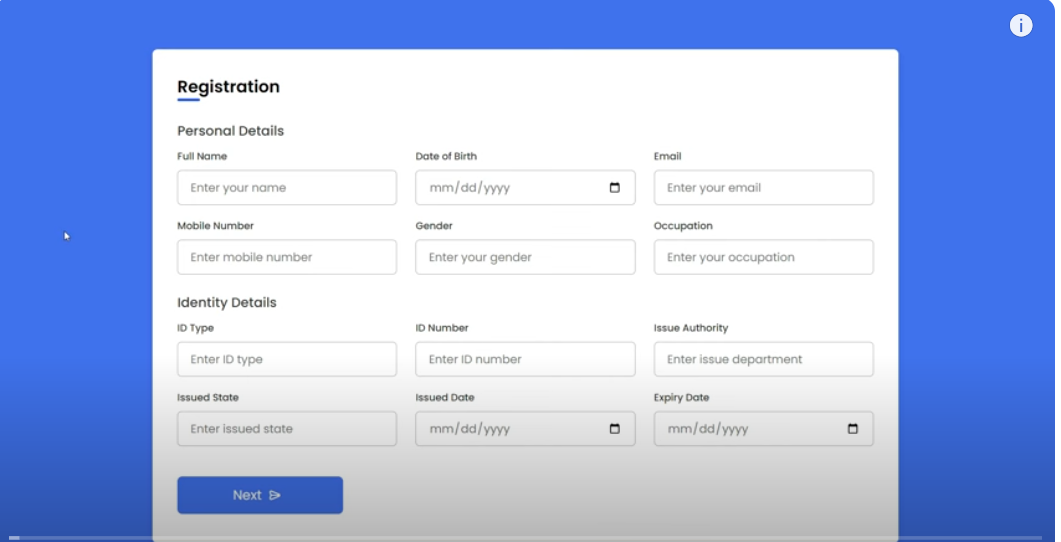 Registration
Personal Details
Full Name Date of Birth Email
Enter your name mm/dd/yyyy Enter your email
Mobile Number Gender Occupation
Enter mobile number Enter your gender Enter your occupation
Identity Details
ID Type ID Number Issue Authority
Enter ID type Enter ID number Enter issue department
Issued State Issued Date Expiry Date
Enter issued state mm/dd/yyyy mm/dd/yyyy
Next